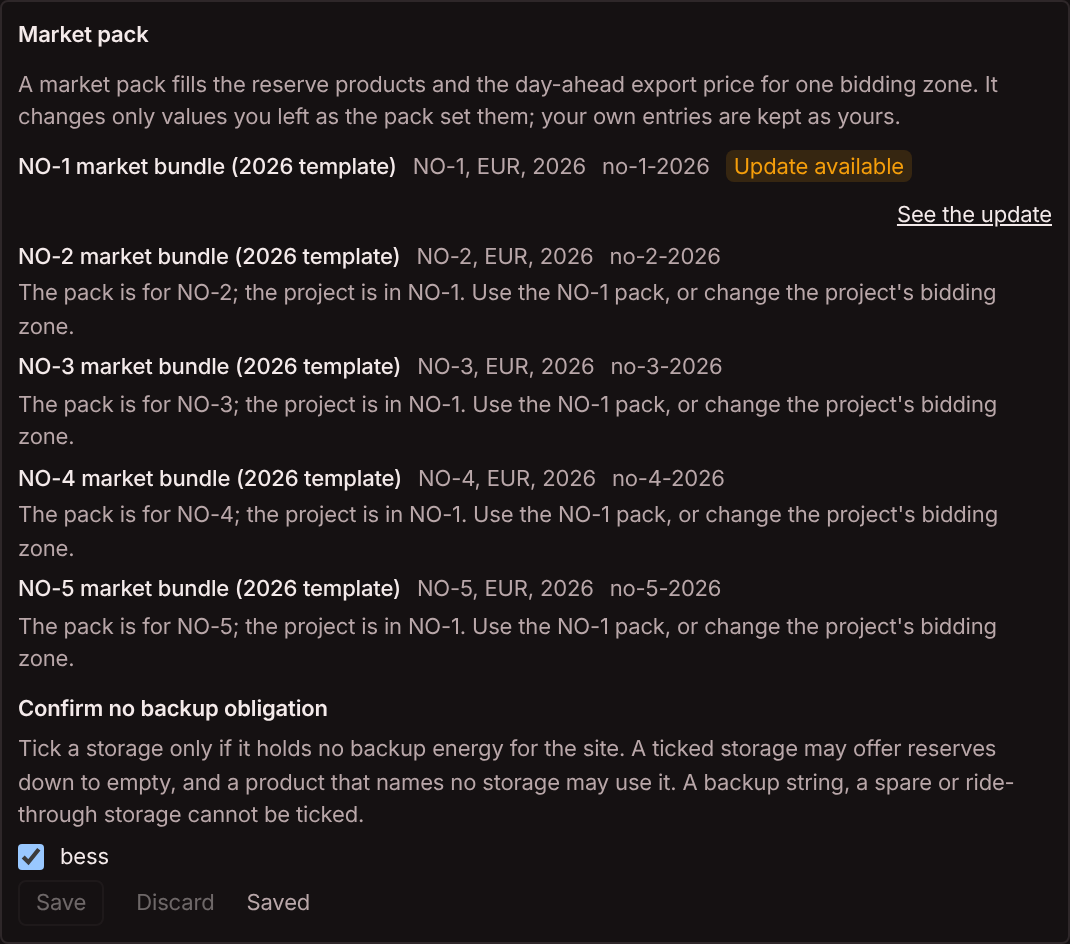 Market pack
A market pack fills the reserve products and the day-ahead export price for one bidding zone. It
changes only values you left as the pack set them; your own entries are kept as yours.
NO-1 market bundle (2026 template) NO-1, EUR, 2026 no-1-2026 Update available
See the update
NO-2 market bundle (2026 template) NO-2, EUR, 2026 no-2-2026
The pack is for NO-2; the project is in NO-1. Use the NO-1 pack, or change the project's bidding
zone.
NO-3 market bundle (2026 template) NO-3, EUR, 2026 no-3-2026
The pack is for NO-3; the project is in NO-1. Use the NO-1 pack, or change the project's bidding
zone.
NO-4 market bundle (2026 template) NO-4, EUR, 2026 no-4-2026
The pack is for NO-4; the project is in NO-1. Use the NO-1 pack, or change the project's bidding
zone.
NO-5 market bundle (2026 template) NO-5, EUR, 2026 no-5-2026
The pack is for NO-5; the project is in NO-1. Use the NO-1 pack, or change the project's bidding
zone.
Confirm no backup obligation
Tick a storage only if it holds no backup energy for the site. A ticked storage may offer reserves
down to empty, and a product that names no storage may use it. A backup string, a spare or ride-
through storage cannot be ticked.
bess
Save Discard Saved